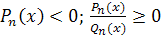 Pₙ(x) < 0; Pₙ(x)/Qₙ(x) ≥ 0